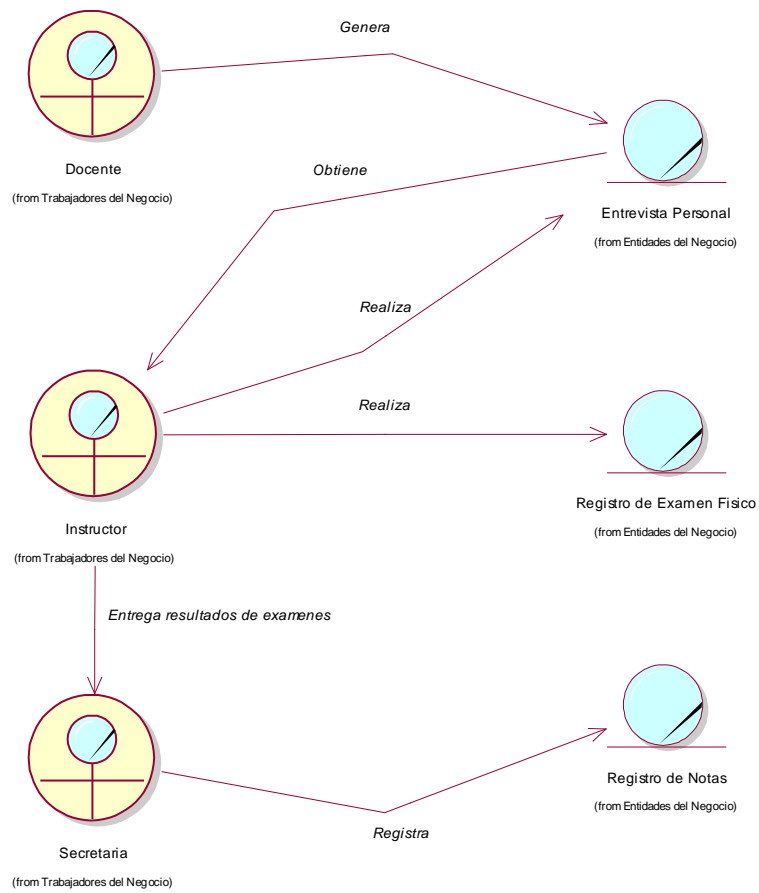 Genera
Docente
(from Trabajadores del Negocio)
Obtiene
Entrevista Personal
(from Entidades del Negocio)
Realiza
Realiza
Registro de Examen Fisico
(from Entidades del Negocio)
Instructor
(from Trabajadores del Negocio)
Entrega resultados de examenes
Registro de Notas
(from Entidades del Negocio)
Registra
Secretaria
(from Trabajadores del Negocio)